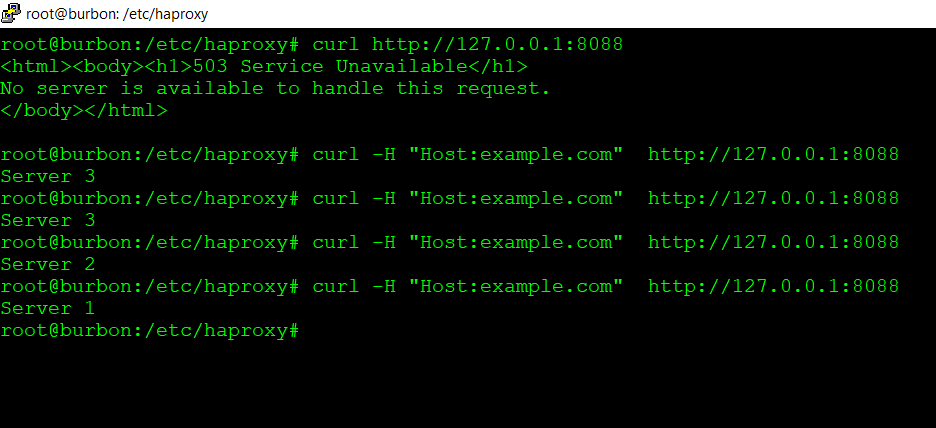 root@burbon: /etc/haproxy
root@burbon:/etc/haproxy# curl http://127.0.0.1:8088
<html><body><h1>503 Service Unavailable</h1>
No server is available to handle this request.
</body></html>
root@burbon:/etc/haproxy# curl -H "Host:example.com"  http://127.0.0.1:8088
Server 3
root@burbon:/etc/haproxy# curl -H "Host:example.com"  http://127.0.0.1:8088
Server 3
root@burbon:/etc/haproxy# curl -H "Host:example.com"  http://127.0.0.1:8088
Server 2
root@burbon:/etc/haproxy# curl -H "Host:example.com"  http://127.0.0.1:8088
Server 1
root@burbon:/etc/haproxy#